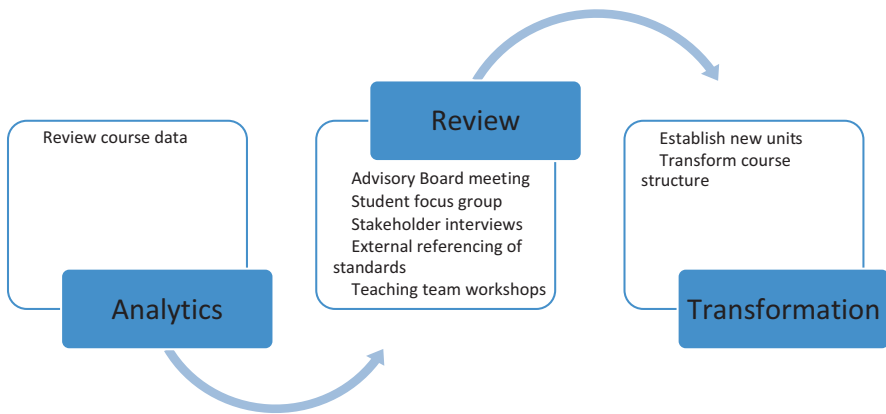 Review course data
Analytics
Review
Advisory Board meeting
Student focus group
Stakeholder interviews
External referencing of
standards
Teaching team workshops
Establish new units
Transform course
structure
Transformation